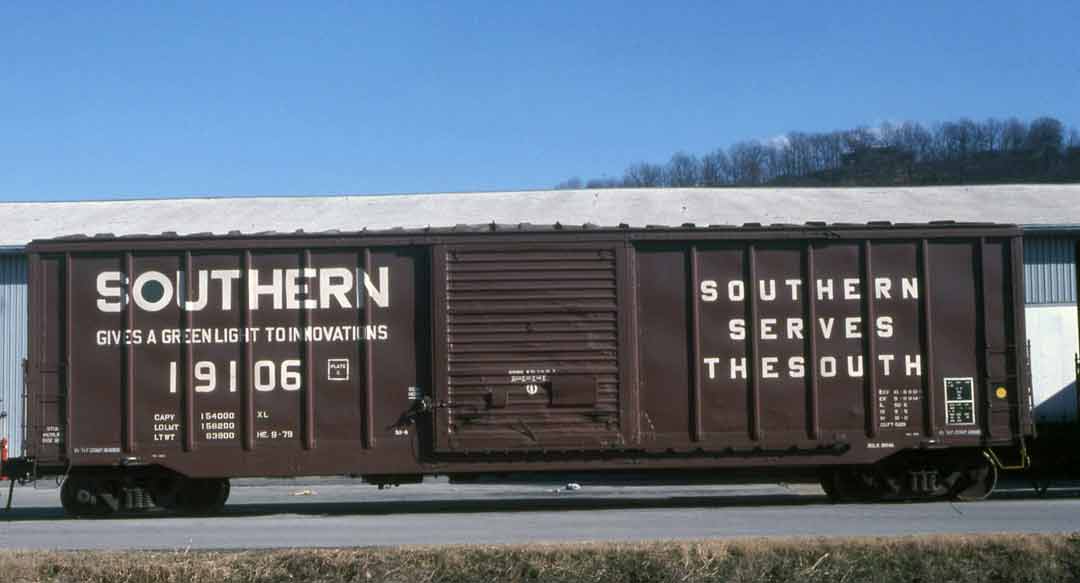 SOUTHERN
GIVES A GREEN LIGHT TO INNOVATIONS
19106
PLATE
C
CAPY 154000 XL
LD.LWT 156200
LT WT 63800 HE. 9-79
SOUTHERN
SERVES
THE SOUTH